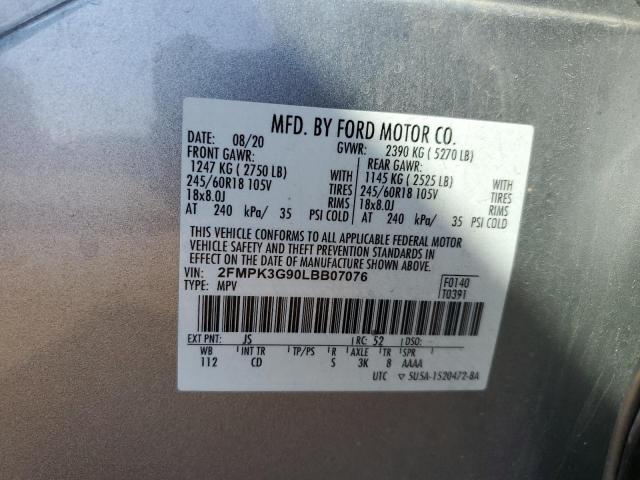 MFD. BY FORD MOTOR CO.
DATE: 08/20 GVWR: 2390 KG ( 5270 LB)
FRONT GAWR: REAR GAWR:
1247 KG ( 2750 LB) WITH 1145 KG ( 2525 LB) WITH
245/60R18 105V TIRES 245/60R18 105V TIRES
18x8.0J RIMS 18x8.0J RIMS
AT 240 kPa/ 35 PSI COLD AT 240 kPa/ 35 PSI COLD
THIS VEHICLE CONFORMS TO ALL APPLICABLE FEDERAL MOTOR
VEHICLE SAFETY AND THEFT PREVENTION STANDARDS IN
EFFECT ON THE DATE OF MANUFACTURE SHOWN ABOVE.
VIN: 2FMPK3G90LBB07076 F0140
TYPE: MPV T0391
EXT PNT: JS RC: 52 DSO:
WB INT TR TP/PS R AXLE TR SPR
112 CD S 3K 8 AAAA
UTC ▽ 5U5A-1520472-BA